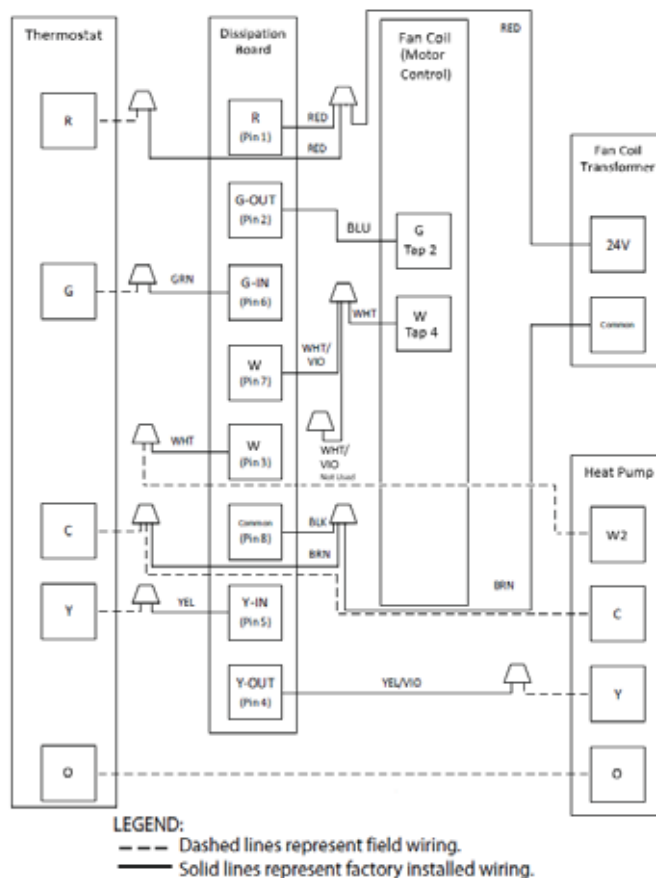 Thermostat
R
G
C
Y
O
Dissipation
Board
R
(Pin 1)
G-OUT
(Pin 2)
G-IN
(Pin 6)
W
(Pin 7)
W
(Pin 3)
Common
(Pin 8)
Y-IN
(Pin 5)
Y-OUT
(Pin 4)
RED
RED
GRN
BLU
WHT/
VIO
WHT
WHT
WHT/
VIO
Not Used
BLK
BRN
YEL
YEL/VIO
Fan Coil
(Motor
Control)
G
Tap 2
W
Tap 4
RED
BRN
Fan Coil
Transformer
24V
Common
Heat Pump
W2
C
Y
O
LEGEND:
Dashed lines represent field wiring.
Solid lines represent factory installed wiring.